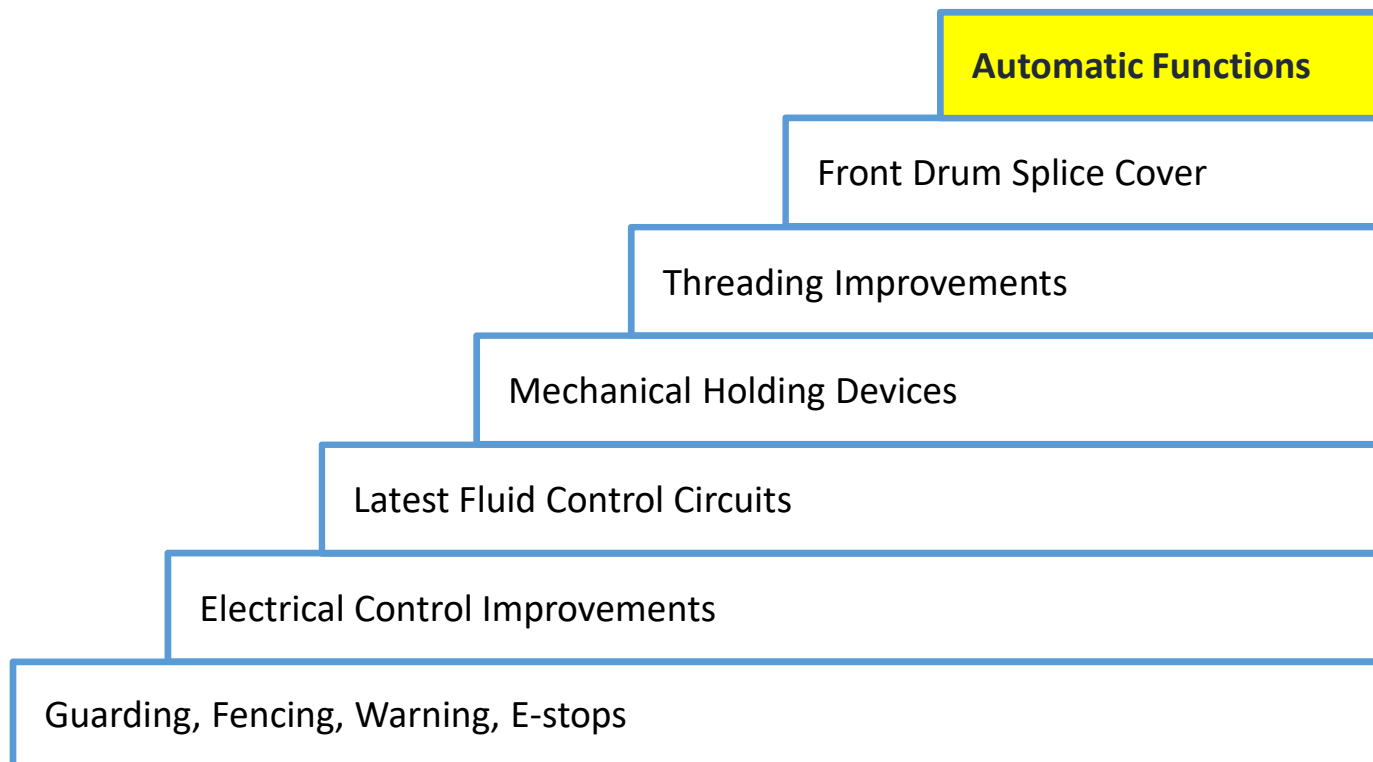 Automatic Functions
Front Drum Splice Cover
Threading Improvements
Mechanical Holding Devices
Latest Fluid Control Circuits
Electrical Control Improvements
Guarding, Fencing, Warning, E-stops